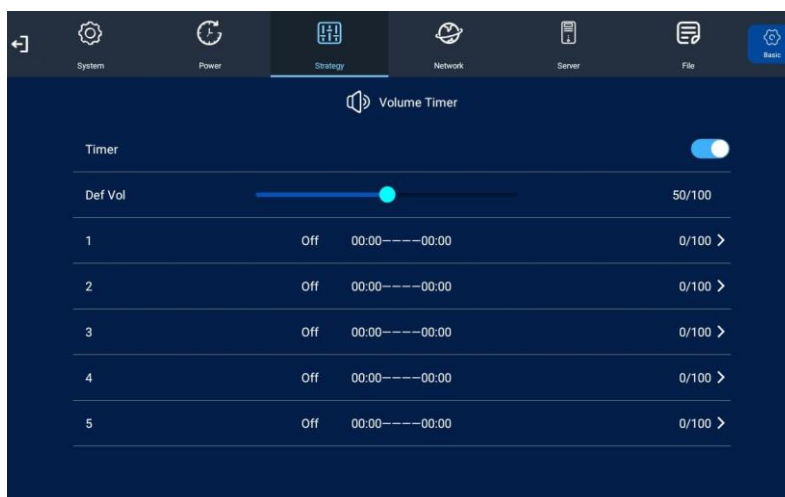 System Power Strategy Network Server File Basic
Volume Timer
Timer
Def Vol 50/100
1 Off 00:00----00:00 0/100
2 Off 00:00----00:00 0/100
3 Off 00:00----00:00 0/100
4 Off 00:00----00:00 0/100
5 Off 00:00----00:00 0/100